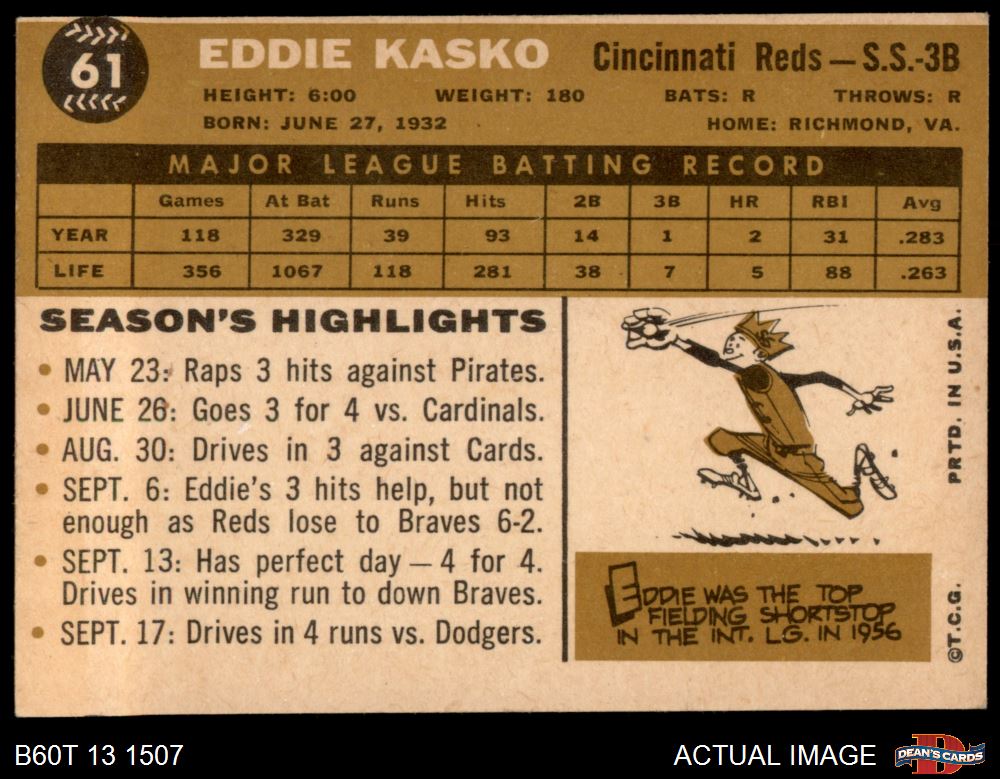 61
EDDIE KASKO
Cincinnati Reds — S.S.-3B
HEIGHT: 6:00 WEIGHT: 180 BATS: R THROWS: R
BORN: JUNE 27, 1932 HOME: RICHMOND, VA.
MAJOR LEAGUE BATTING RECORD
Games At Bat Runs Hits 2B 3B HR RBI Avg
YEAR 118 329 39 93 14 1 2 31 .283
LIFE 356 1067 118 281 38 7 5 88 .263
SEASON'S HIGHLIGHTS
• MAY 23: Raps 3 hits against Pirates.
• JUNE 26: Goes 3 for 4 vs. Cardinals.
• AUG. 30: Drives in 3 against Cards.
• SEPT. 6: Eddie's 3 hits help, but not
enough as Reds lose to Braves 6-2.
• SEPT. 13: Has perfect day — 4 for 4.
Drives in winning run to down Braves.
• SEPT. 17: Drives in 4 runs vs. Dodgers.
EDDIE WAS THE TOP
FIELDING SHORTSTOP
IN THE INT. LG. IN 1956
©T.C.G. PRTD. IN U.S.A.
B60T 13 1507
ACTUAL IMAGE
DEAN'S CARDS